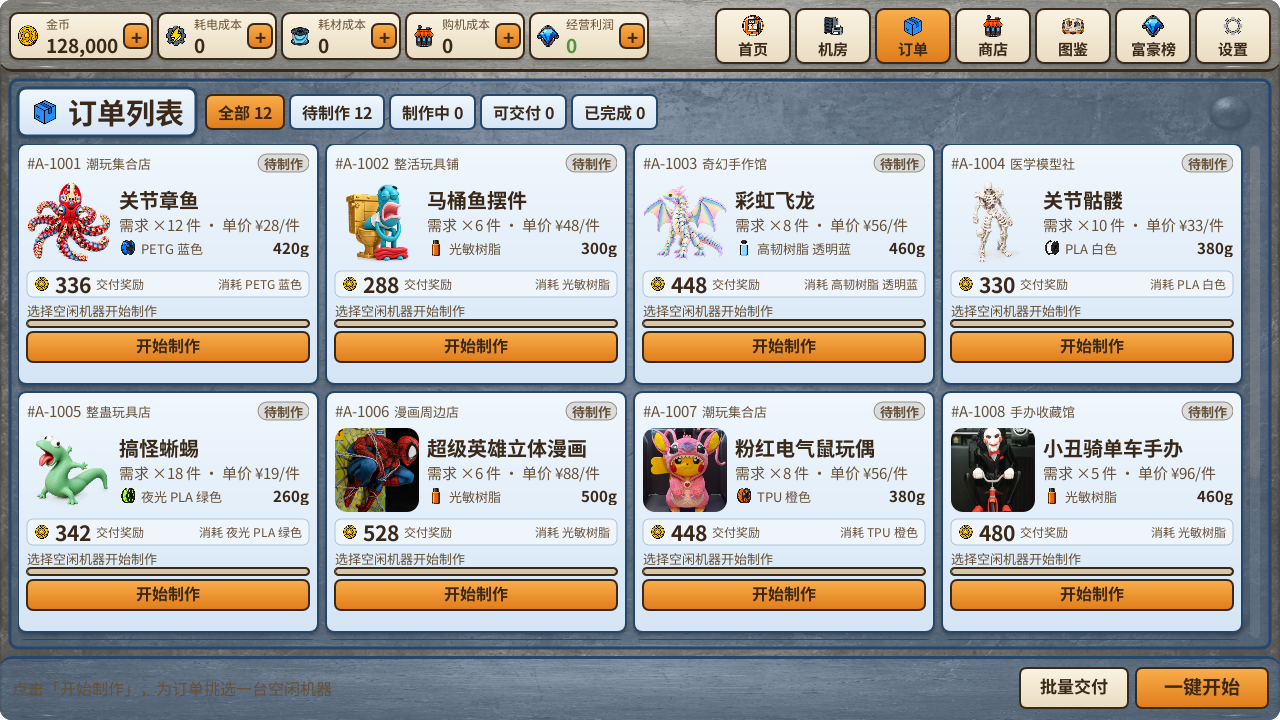 金币
128,000 +
耗电成本
0 +
耗材成本
0 +
购机成本
0 +
经营利润
0 +
首页
机房
订单
商店
图鉴
富豪榜
设置
订单列表
全部 12
待制作 12
制作中 0
可交付 0
已完成 0
#A-1001 潮玩集合店 待制作
关节章鱼
需求 ×12 件 · 单价 ¥28/件
PETG 蓝色 420g
336 交付奖励 消耗 PETG 蓝色
选择空闲机器开始制作
开始制作
#A-1002 整活玩具铺 待制作
马桶鱼摆件
需求 ×6 件 · 单价 ¥48/件
光敏树脂 300g
288 交付奖励 消耗 光敏树脂
选择空闲机器开始制作
开始制作
#A-1003 奇幻手作馆 待制作
彩虹飞龙
需求 ×8 件 · 单价 ¥56/件
高韧树脂 透明蓝 460g
448 交付奖励 消耗 高韧树脂 透明蓝
选择空闲机器开始制作
开始制作
#A-1004 医学模型社 待制作
关节骷髅
需求 ×10 件 · 单价 ¥33/件
PLA 白色 380g
330 交付奖励 消耗 PLA 白色
选择空闲机器开始制作
开始制作
#A-1005 整蛊玩具店 待制作
搞怪蜥蜴
需求 ×18 件 · 单价 ¥19/件
夜光 PLA 绿色 260g
342 交付奖励 消耗 夜光 PLA 绿色
选择空闲机器开始制作
开始制作
#A-1006 漫画周边店 待制作
超级英雄立体漫画
需求 ×6 件 · 单价 ¥88/件
光敏树脂 500g
528 交付奖励 消耗 光敏树脂
选择空闲机器开始制作
开始制作
#A-1007 潮玩集合店 待制作
粉红电气鼠玩偶
需求 ×8 件 · 单价 ¥56/件
TPU 橙色 380g
448 交付奖励 消耗 TPU 橙色
选择空闲机器开始制作
开始制作
#A-1008 手办收藏馆 待制作
小丑骑单车手办
需求 ×5 件 · 单价 ¥96/件
光敏树脂 460g
480 交付奖励 消耗 光敏树脂
选择空闲机器开始制作
开始制作
点击「开始制作」，为订单挑选一台空闲机器
批量交付
一键开始